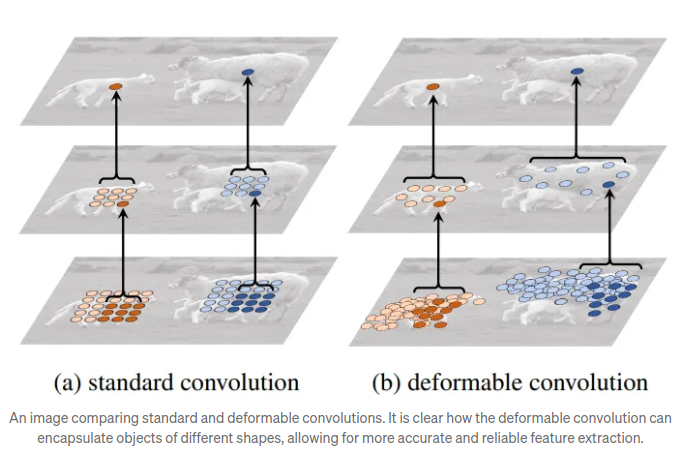 (a) standard convolution
(b) deformable convolution
An image comparing standard and deformable convolutions. It is clear how the deformable convolution can
encapsulate objects of different shapes, allowing for more accurate and reliable feature extraction.